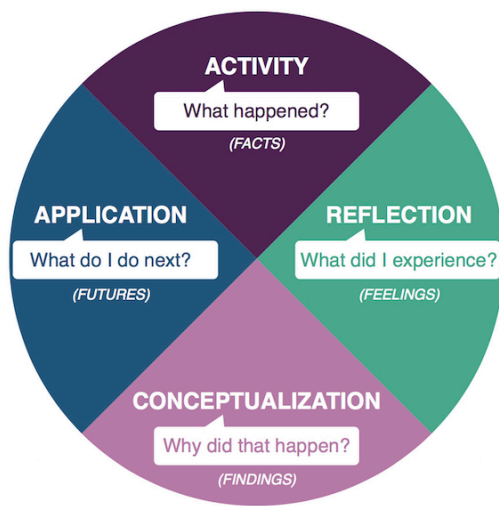 ACTIVITY
What happened?
(FACTS)
APPLICATION
What do I do next?
(FUTURES)
REFLECTION
What did I experience?
(FEELINGS)
CONCEPTUALIZATION
Why did that happen?
(FINDINGS)